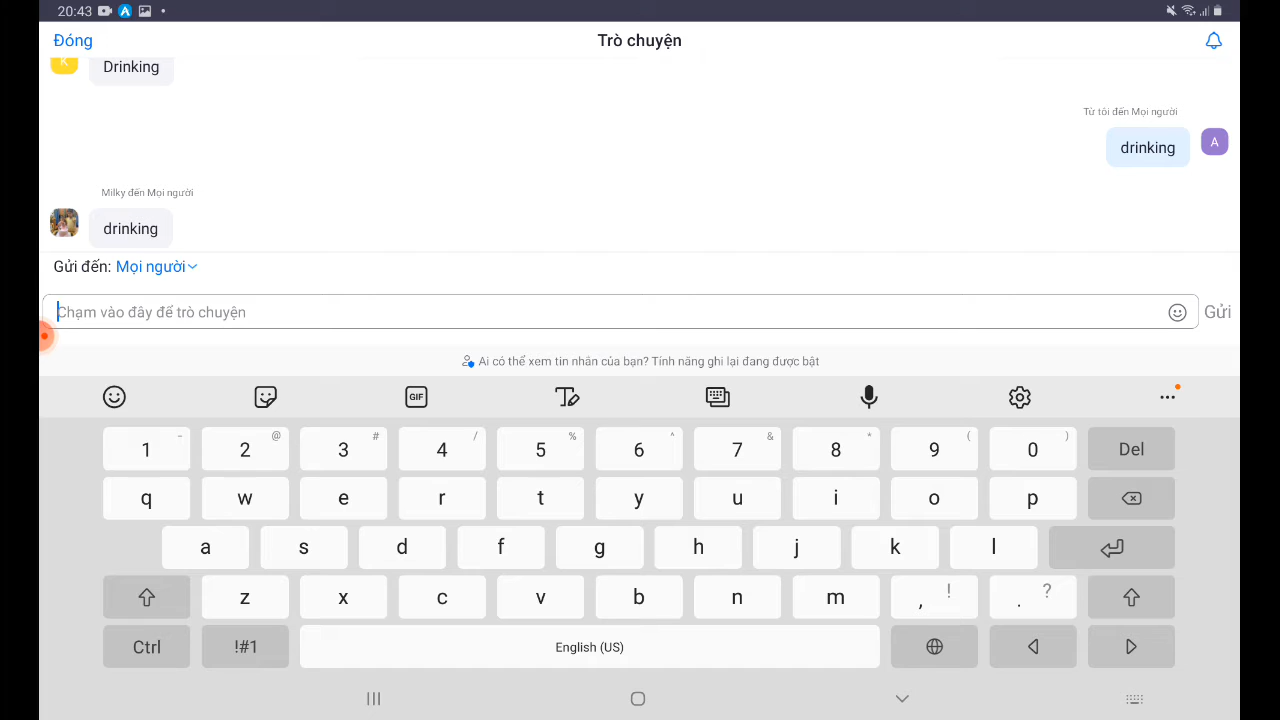 20:43
Đóng
Trò chuyện
K
Drinking
Từ tôi đến Mọi người
drinking
A
Milky đến Mọi người
drinking
Gửi đến: Mọi người
Chạm vào đây để trò chuyện
Gửi
Ai có thể xem tin nhắn của bạn? Tính năng ghi lại đang được bật
GIF
1 - 2 @ 3 # 4 / 5 % 6 ^ 7 & 8 * 9 ( 0 ) Del
q w e r t y u i o p
a s d f g h j k l
z x c v b n m , ! . ?
Ctrl !#1 English (US)